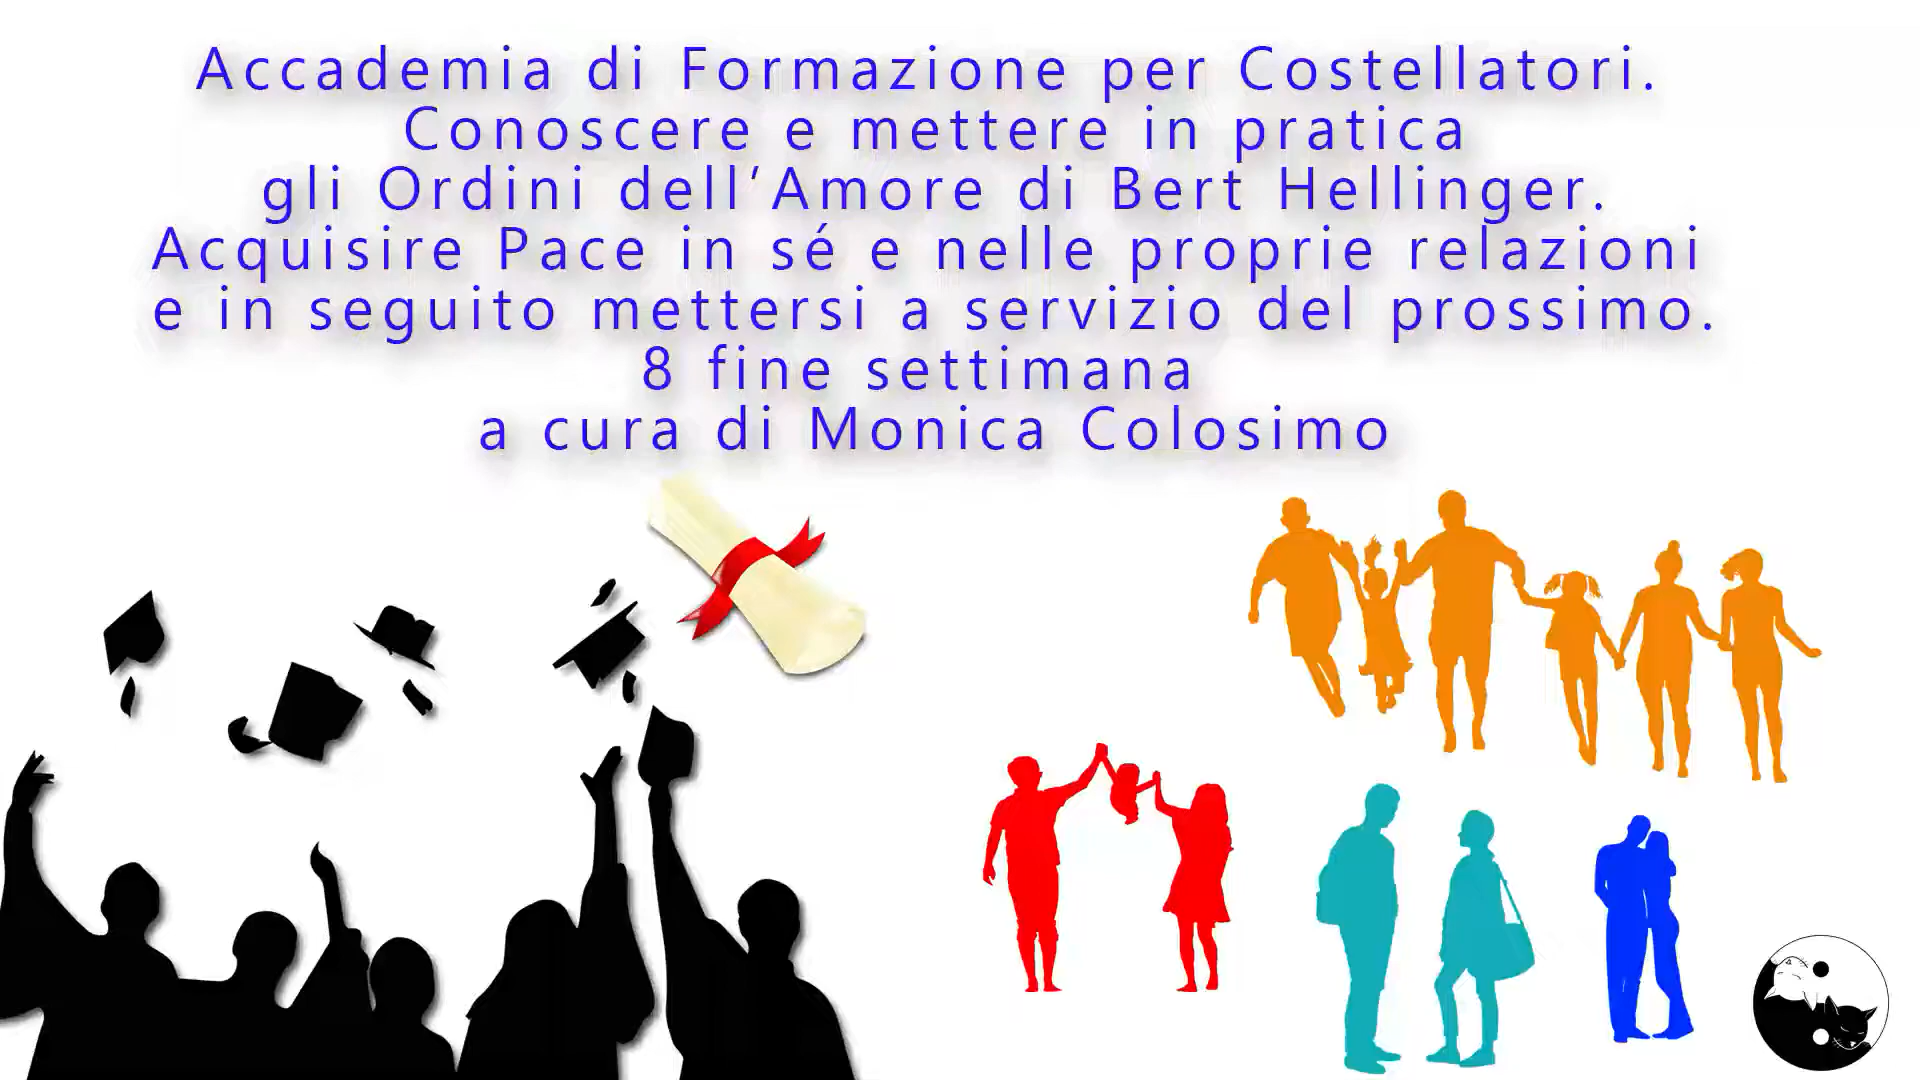 Accademia di Formazione per Costellatori.
Conoscere e mettere in pratica
gli Ordini dell'Amore di Bert Hellinger.
Acquisire Pace in sé e nelle proprie relazioni
e in seguito mettersi a servizio del prossimo.
8 fine settimana
a cura di Monica Colosimo